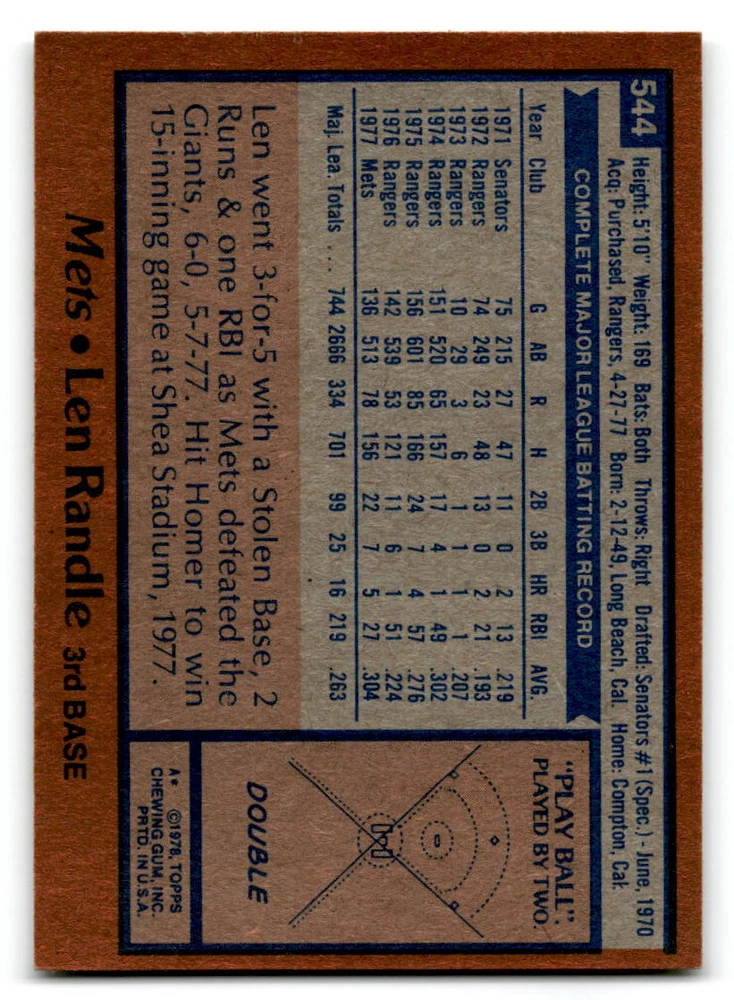 544
Height: 5'10" Weight: 169 Bats: Both Throws: Right Drafted: Senators #1 (Spec.) - June, 1970
Acq: Purchased, Rangers, 4-27-77 Born: 2-12-49, Long Beach, Cal. Home: Compton, Cal.
COMPLETE MAJOR LEAGUE BATTING RECORD
Year Club G AB R H 2B 3B HR RBI AVG.
1971 Senators 75 215 27 47 11 0 2 13 .219
1972 Rangers 74 249 23 48 13 0 2 21 .193
1973 Rangers 10 29 3 6 1 1 1 1 .207
1974 Rangers 151 520 65 157 17 4 1 49 .302
1975 Rangers 156 601 85 166 24 7 4 57 .276
1976 Rangers 142 539 53 121 11 6 1 51 .224
1977 Mets 136 513 78 156 22 7 5 27 .304
Maj. Lea. Totals ... 744 2666 334 701 99 25 16 219 .263
Len went 3-for-5 with a Stolen Base, 2
Runs & one RBI as Mets defeated the
Giants, 6-0, 5-7-77. Hit Homer to win
15-inning game at Shea Stadium, 1977.
"PLAY BALL".
PLAYED BY TWO.
DOUBLE
A* ©1978, TOPPS
CHEWING GUM, INC.
PRTD. IN U.S.A.
Mets • Len Randle 3rd BASE